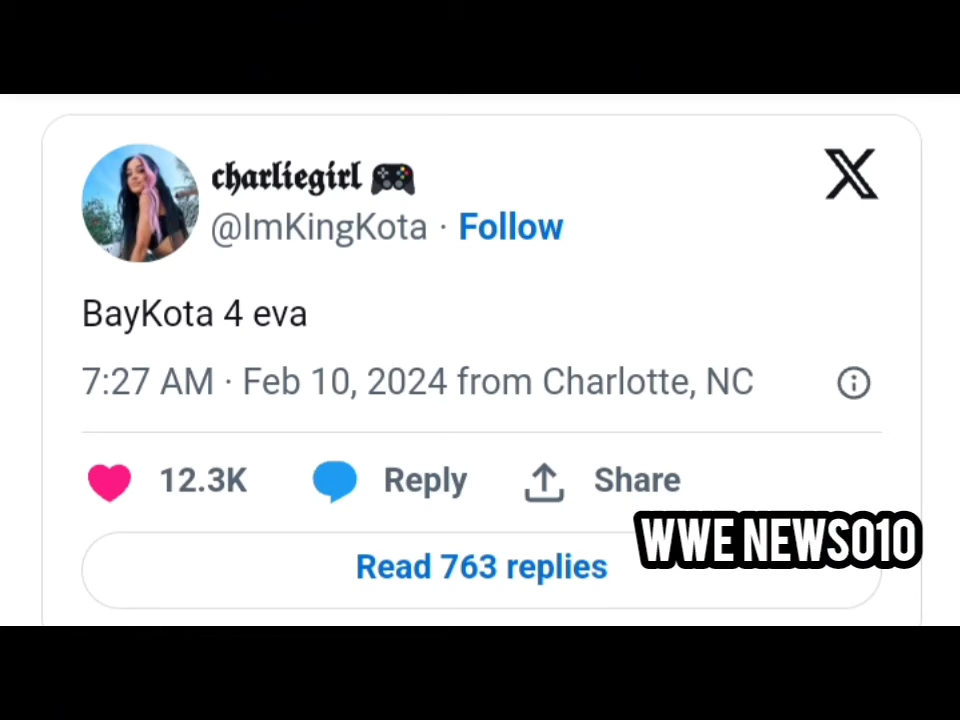 charliegirl 🎮
@ImKingKota · Follow
BayKota 4 eva
7:27 AM · Feb 10, 2024 from Charlotte, NC
12.3K Reply Share
WWE NEWS010
Read 763 replies